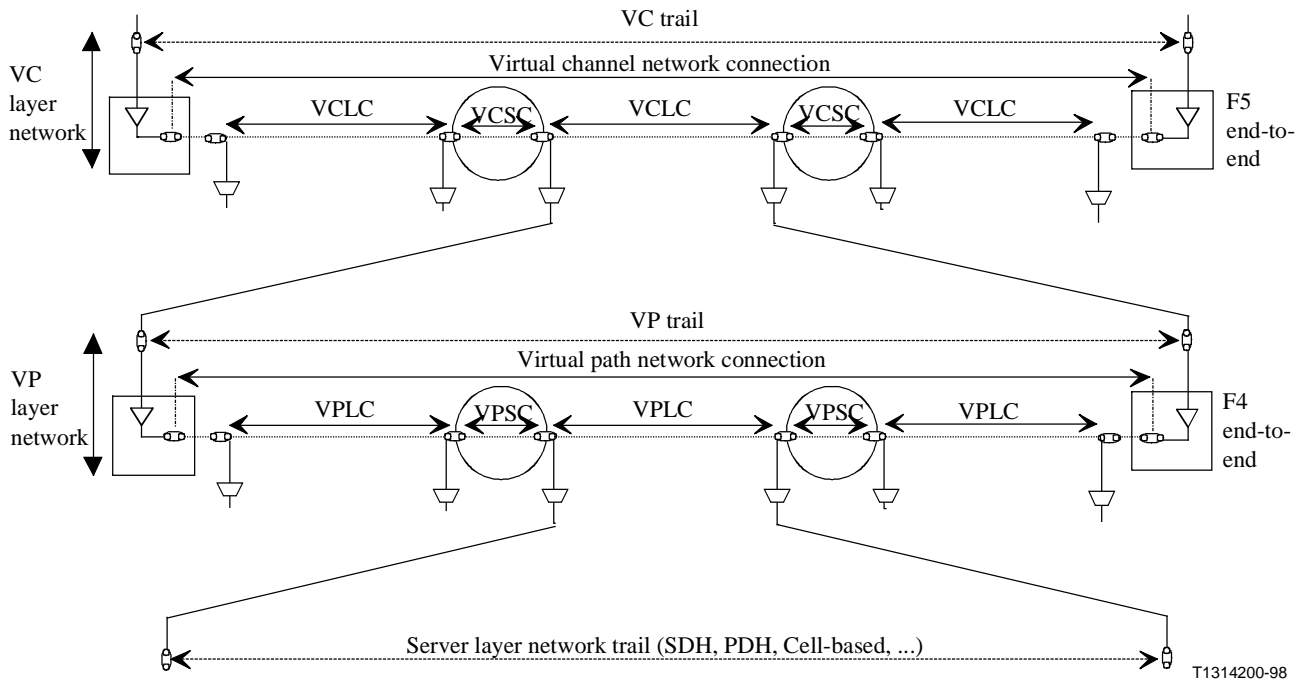 VC trail
VC
layer
network
Virtual channel network connection
VCLC
VCSC
VCLC
VCSC
VCLC
F5
end-to-
end
VP trail
VP
layer
network
Virtual path network connection
VPLC
VPSC
VPLC
VPSC
VPLC
F4
end-to-
end
Server layer network trail (SDH, PDH, Cell-based, ...)
T1314200-98